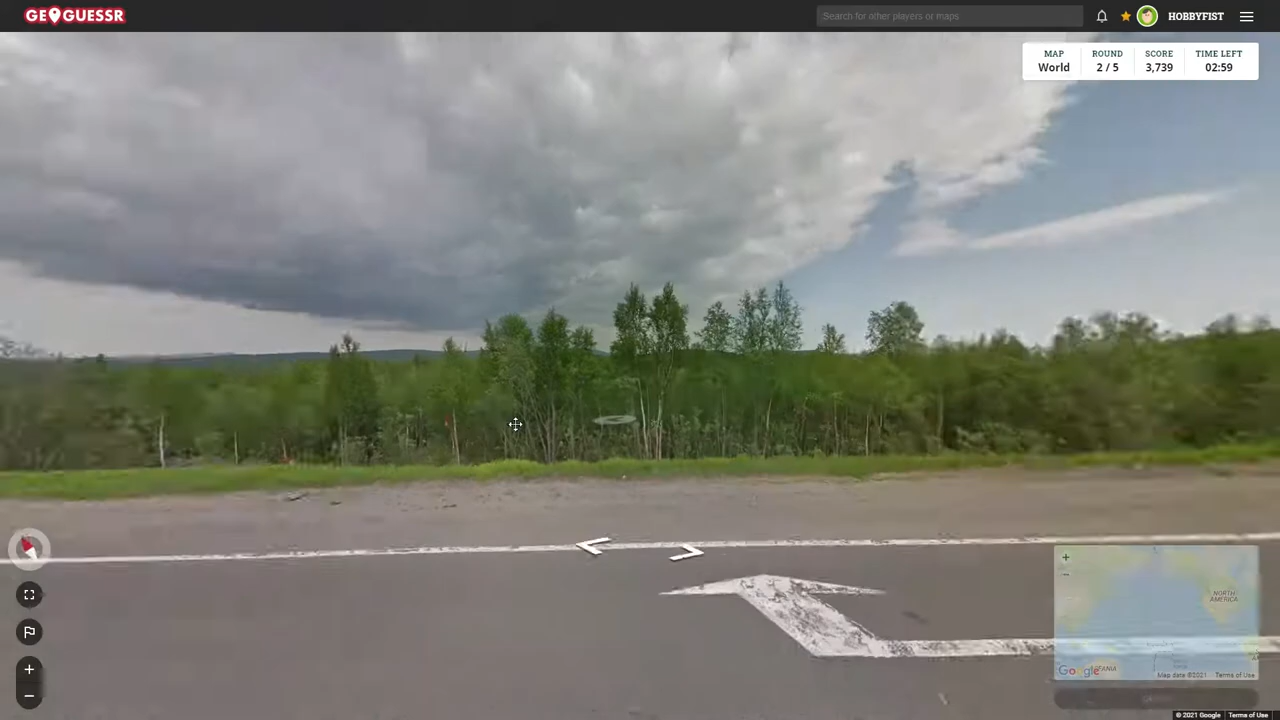 GEOGUESSR
Search for other players or maps
HOBBYFIST
MAP
World
ROUND
2 / 5
SCORE
3,739
TIME LEFT
02:59
NORTH
AMERICA
Google
Map data ©2021
Terms of Use
© 2021 Google
Terms of Use